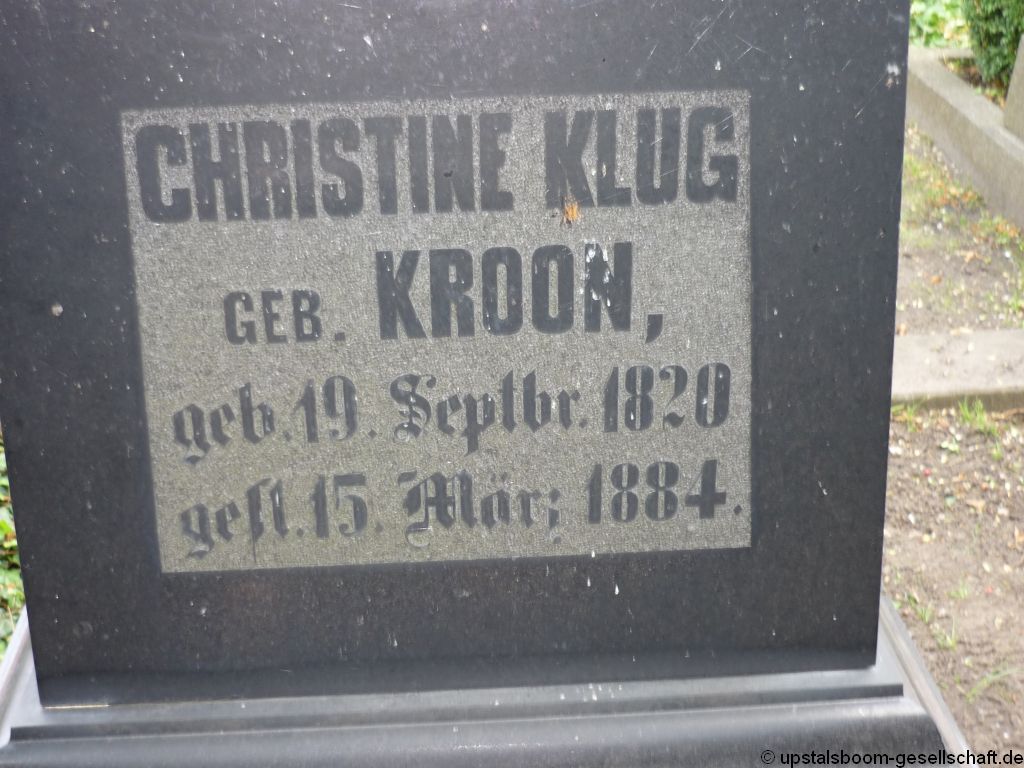 CHRISTINE KLUG
GEB. KROON,
geb. 19. Septbr. 1820
gest. 15. März 1884.
© upstalsboom-gesellschaft.de